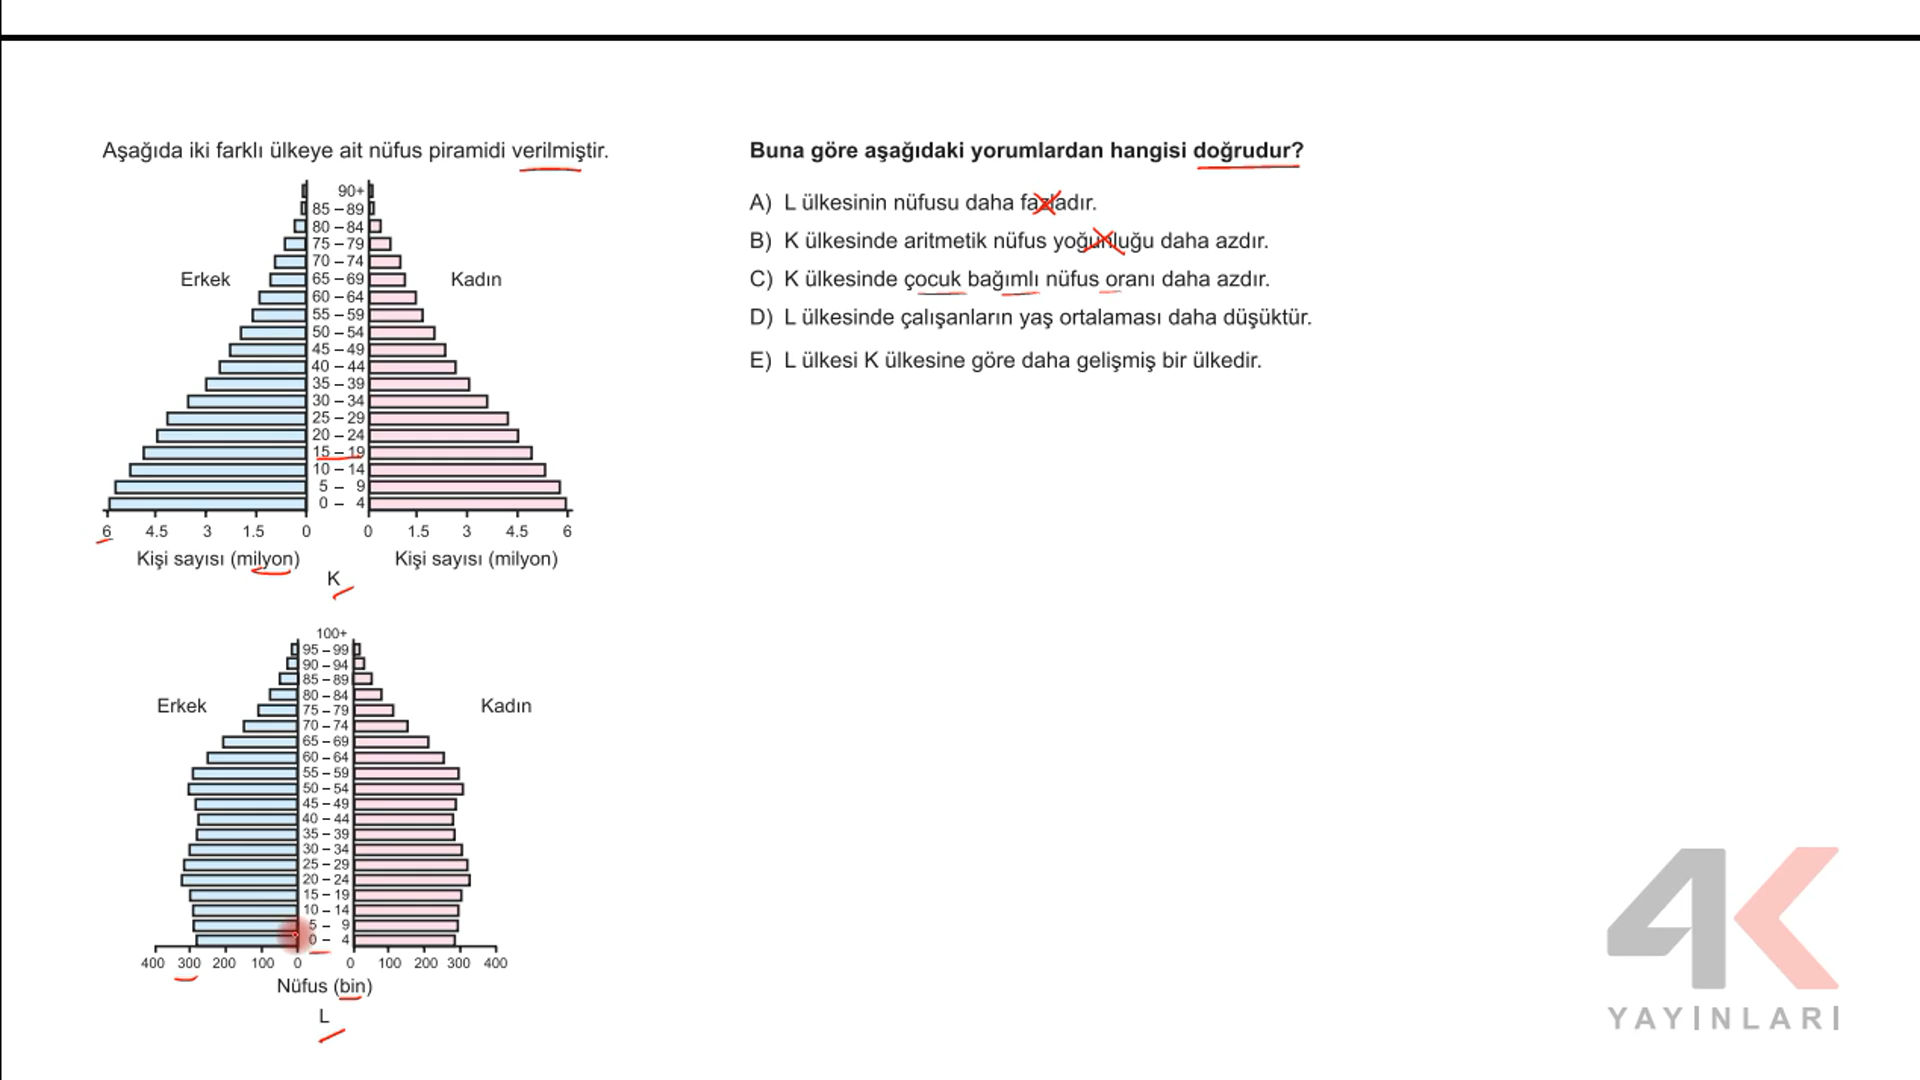 Aşağıda iki farklı ülkeye ait nüfus piramidi verilmiştir.
90+
85 – 89
80 – 84
75 – 79
70 – 74
Erkek 65 – 69 Kadın
60 – 64
55 – 59
50 – 54
45 – 49
40 – 44
35 – 39
30 – 34
25 – 29
20 – 24
15 – 19
10 – 14
5 – 9
0 – 4
6 4.5 3 1.5 0 0 1.5 3 4.5 6
Kişi sayısı (milyon) Kişi sayısı (milyon)
K
100+
95 – 99
90 – 94
85 – 89
80 – 84
Erkek 75 – 79 Kadın
70 – 74
65 – 69
60 – 64
55 – 59
50 – 54
45 – 49
40 – 44
35 – 39
30 – 34
25 – 29
20 – 24
15 – 19
10 – 14
5 – 9
0 – 4
400 300 200 100 0 0 100 200 300 400
Nüfus (bin)
L
Buna göre aşağıdaki yorumlardan hangisi doğrudur?
A) L ülkesinin nüfusu daha fazladır.
B) K ülkesinde aritmetik nüfus yoğunluğu daha azdır.
C) K ülkesinde çocuk bağımlı nüfus oranı daha azdır.
D) L ülkesinde çalışanların yaş ortalaması daha düşüktür.
E) L ülkesi K ülkesine göre daha gelişmiş bir ülkedir.
4K
YAYINLARI